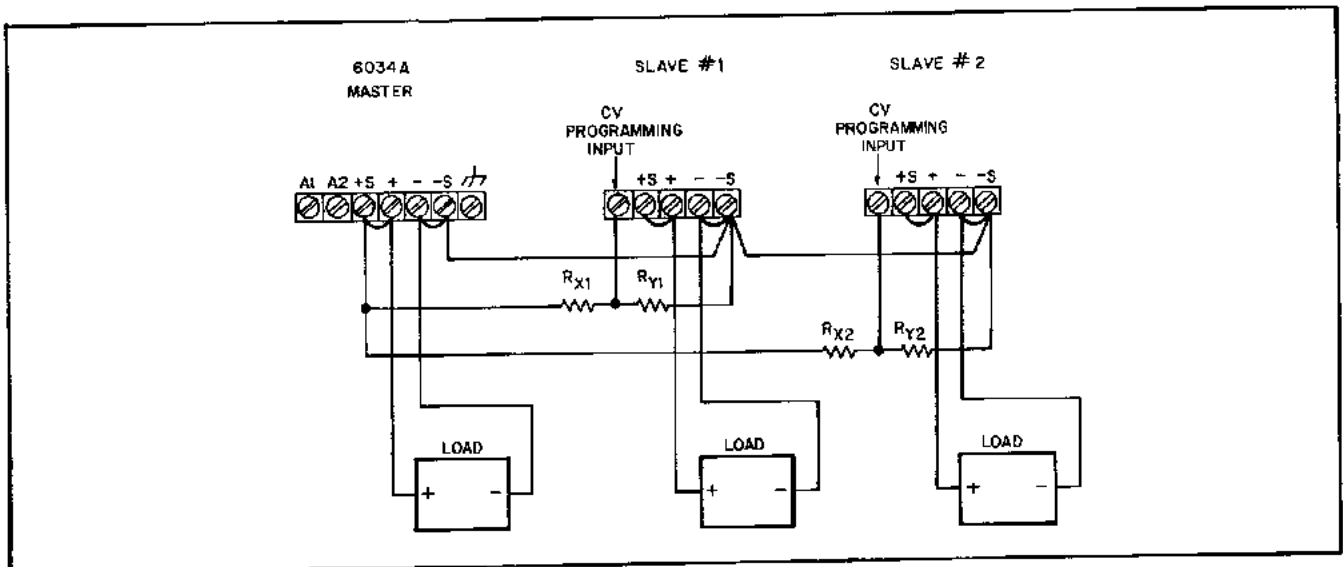 6034A
MASTER
SLAVE #1
SLAVE #2
CV
PROGRAMMING
INPUT
CV
PROGRAMMING
INPUT
A1 A2 +S + - -S
+S + - -S
+S + - -S
RX1
RY1
RX2
RY2
LOAD
+ -
LOAD
+ -
LOAD
+ -